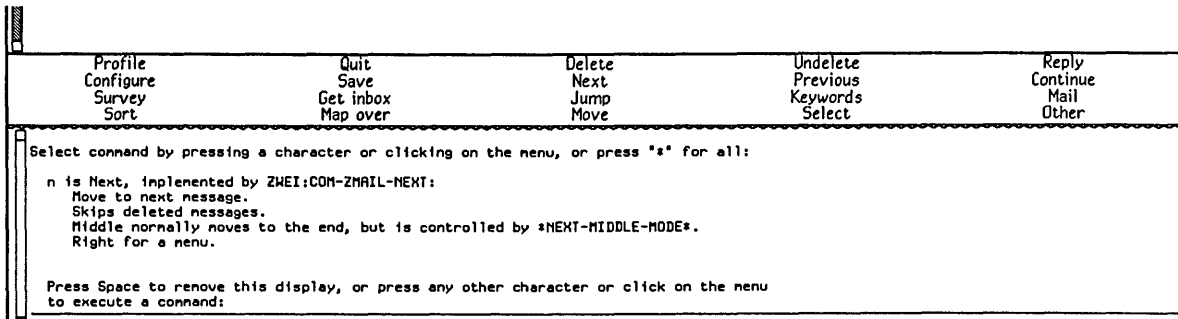 Profile Quit Delete Undelete Reply
Configure Save Next Previous Continue
Survey Get inbox Jump Keywords Mail
Sort Map over Move Select Other
Select command by pressing a character or clicking on the menu, or press "*" for all:
n is Next, implemented by ZWEI:COM-ZMAIL-NEXT:
Move to next message.
Skips deleted messages.
Middle normally moves to the end, but is controlled by *NEXT-MIDDLE-MODE*.
Right for a menu.
Press Space to remove this display, or press any other character or click on the menu
to execute a command: